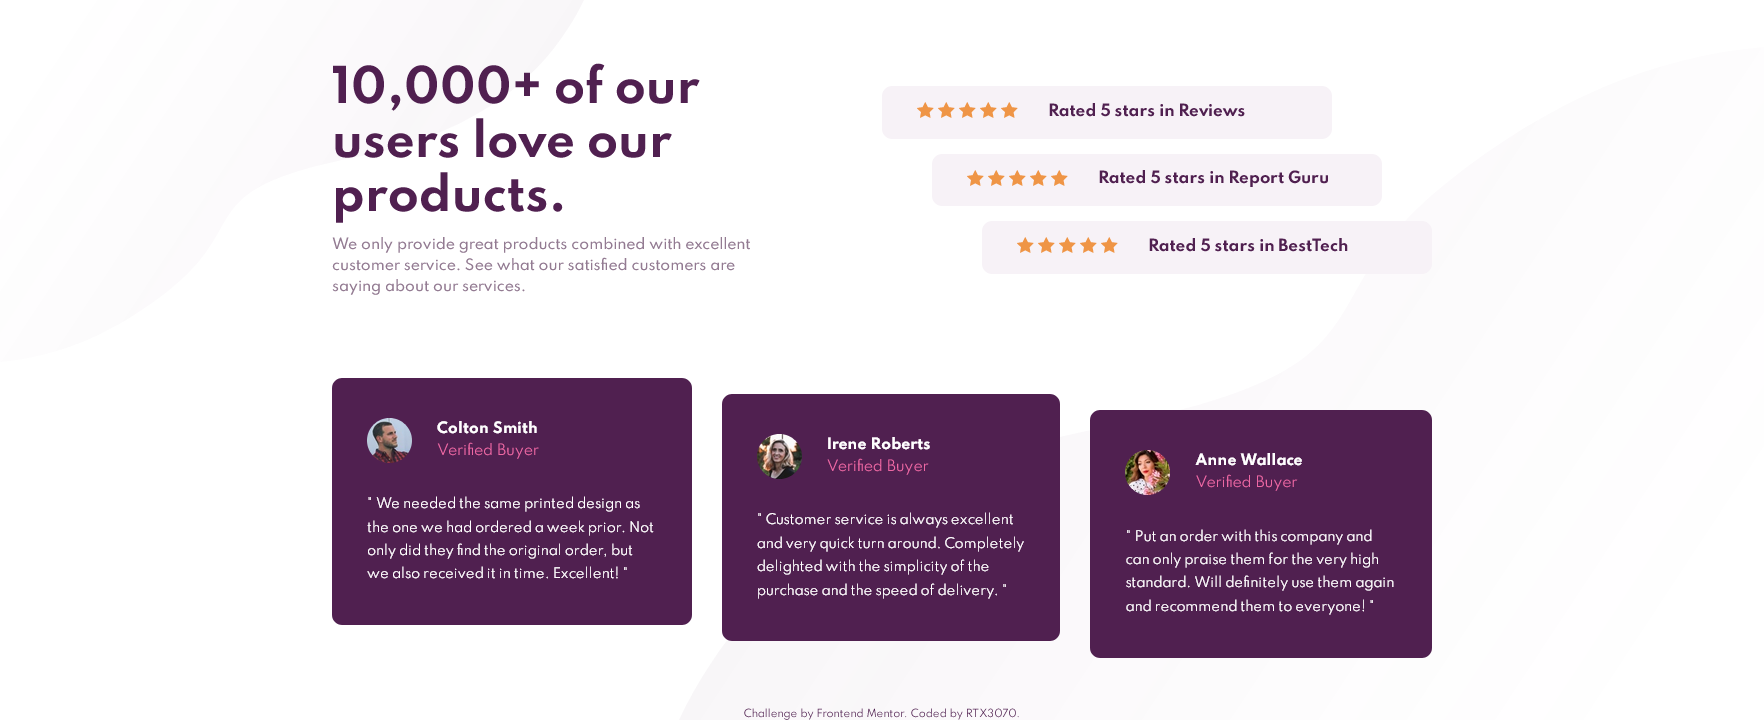 10,000+ of our
users love our
products.
We only provide great products combined with excellent
customer service. See what our satisfied customers are
saying about our services.
Rated 5 stars in Reviews
Rated 5 stars in Report Guru
Rated 5 stars in BestTech
Colton Smith
Verified Buyer
" We needed the same printed design as
the one we had ordered a week prior. Not
only did they find the original order, but
we also received it in time. Excellent! "
Irene Roberts
Verified Buyer
" Customer service is always excellent
and very quick turn around. Completely
delighted with the simplicity of the
purchase and the speed of delivery. "
Anne Wallace
Verified Buyer
" Put an order with this company and
can only praise them for the very high
standard. Will definitely use them again
and recommend them to everyone! "
Challenge by Frontend Mentor. Coded by RTX3070.